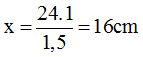 x = 24.1/1,5 = 16cm